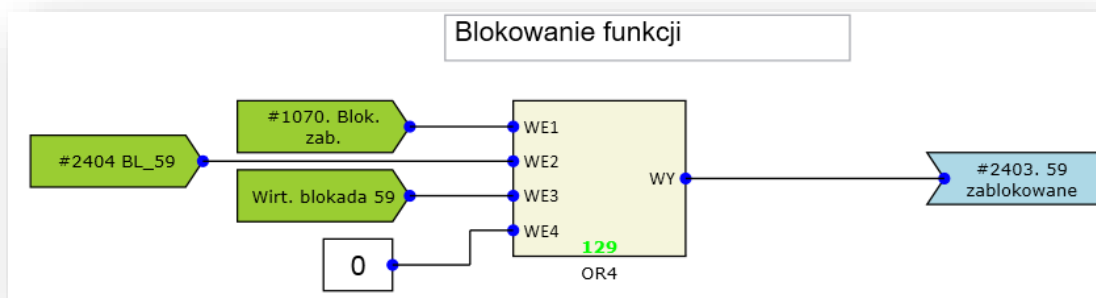 Blokowanie funkcji
#1070. Blok.
zab.
WE1
#2404 BL_59
WE2
WY
#2403. 59
zablokowane
Wirt. blokada 59
WE3
WE4
0
129
OR4